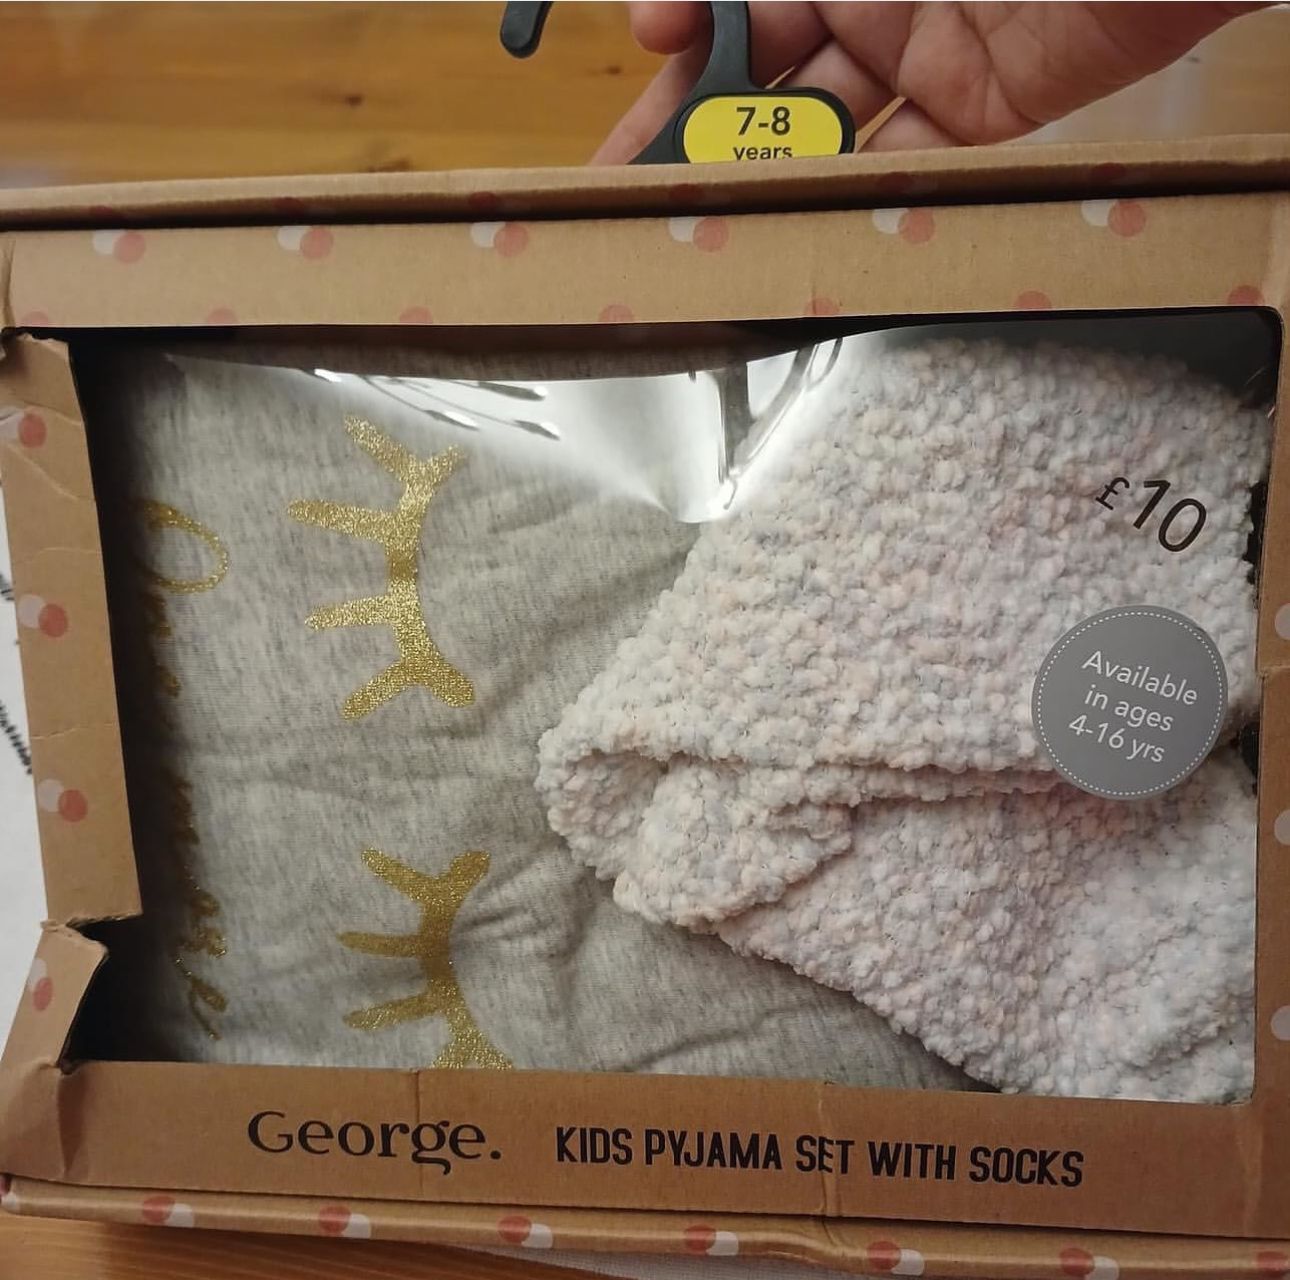 7-8
years
£10
Available
in ages
4-16 yrs
George.
KIDS PYJAMA SET WITH SOCKS